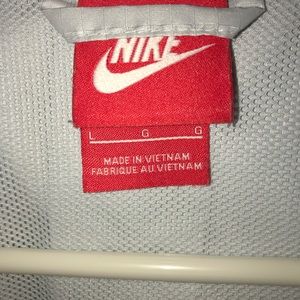 NIKE
L G G
MADE IN VIETNAM
FABRIQUE AU VIETNAM